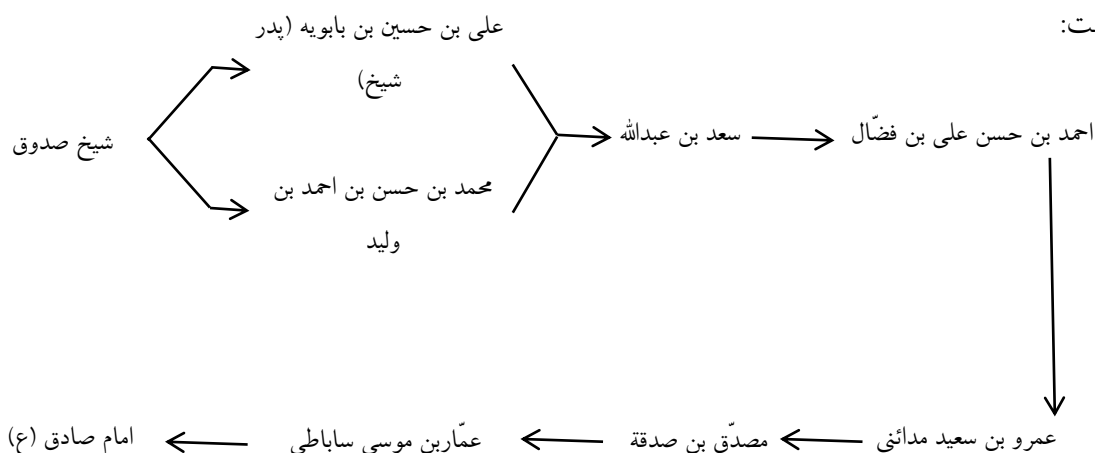 ت:
علی بن حسین بن بابویه (پدر
شیخ)
احمد بن حسن علی بن فضّال
سعد بن عبدالله
شیخ صدوق
محمد بن حسن بن احمد بن
ولید
عمرو بن سعید مدائنی
مصدّق بن صدقة
عمّاربن موسی ساباطی
امام صادق (ع)